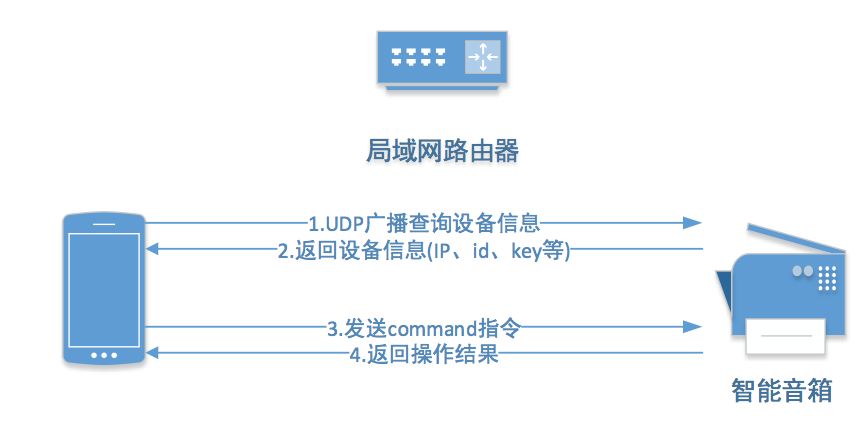 局域网路由器
1.UDP广播查询设备信息
2.返回设备信息(IP、id、key等)
3.发送command指令
4.返回操作结果
智能音箱